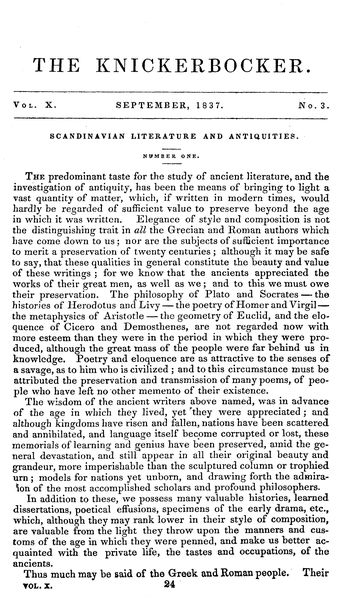 THE KNICKERBOCKER.
VOL. X. SEPTEMBER, 1837. No. 3.
SCANDINAVIAN LITERATURE AND ANTIQUITIES.
NUMBER ONE.
THE predominant taste for the study of ancient literature, and the
investigation of antiquity, has been the means of bringing to light a
vast quantity of matter, which, if written in modern times, would
hardly be regarded of sufficient value to preserve beyond the age
in which it was written. Elegance of style and composition is not
the distinguishing trait in all the Grecian and Roman authors which
have come down to us; nor are the subjects of sufficient importance
to merit a preservation of twenty centuries; although it may be safe
to say, that these qualities in general constitute the beauty and value
of these writings; for we know that the ancients appreciated the
works of their great men, as well as we; and to this we must owe
their preservation. The philosophy of Plato and Socrates — the
histories of Herodotus and Livy — the poetry of Homer and Virgil —
the metaphysics of Aristotle — the geometry of Euclid, and the elo-
quence of Cicero and Demosthenes, are not regarded now with
more esteem than they were in the period in which they were pro-
duced, although the great mass of the people were far behind us in
knowledge. Poetry and eloquence are as attractive to the senses of
a savage, as to him who is civilized; and to this circumstance must be
attributed the preservation and transmission of many poems, of peo-
ple who have left no other memento of their existence.
The wisdom of the ancient writers above named, was in advance
of the age in which they lived, yet they were appreciated; and
although kingdoms have risen and fallen, nations have been scattered
and annihilated, and language itself become corrupted or lost, these
memorials of learning and genius have been preserved, amid the ge-
neral devastation, and still appear in all their original beauty and
grandeur, more imperishable than the sculptured column or trophied
urn; models for nations yet unborn, and drawing forth the admira-
tion of the most accomplished scholars and profound philosophers.
In addition to these, we possess many valuable histories, learned
dissertations, poetical effusions, specimens of the early drama, etc.,
which, although they may rank lower in their style of composition,
are valuable from the light they throw upon the manners and cus-
toms of the age in which they were penned, and make us better ac-
quainted with the private life, the tastes and occupations, of the
ancients.
Thus much may be said of the Greek and Roman people. Their
VOL. X. 24